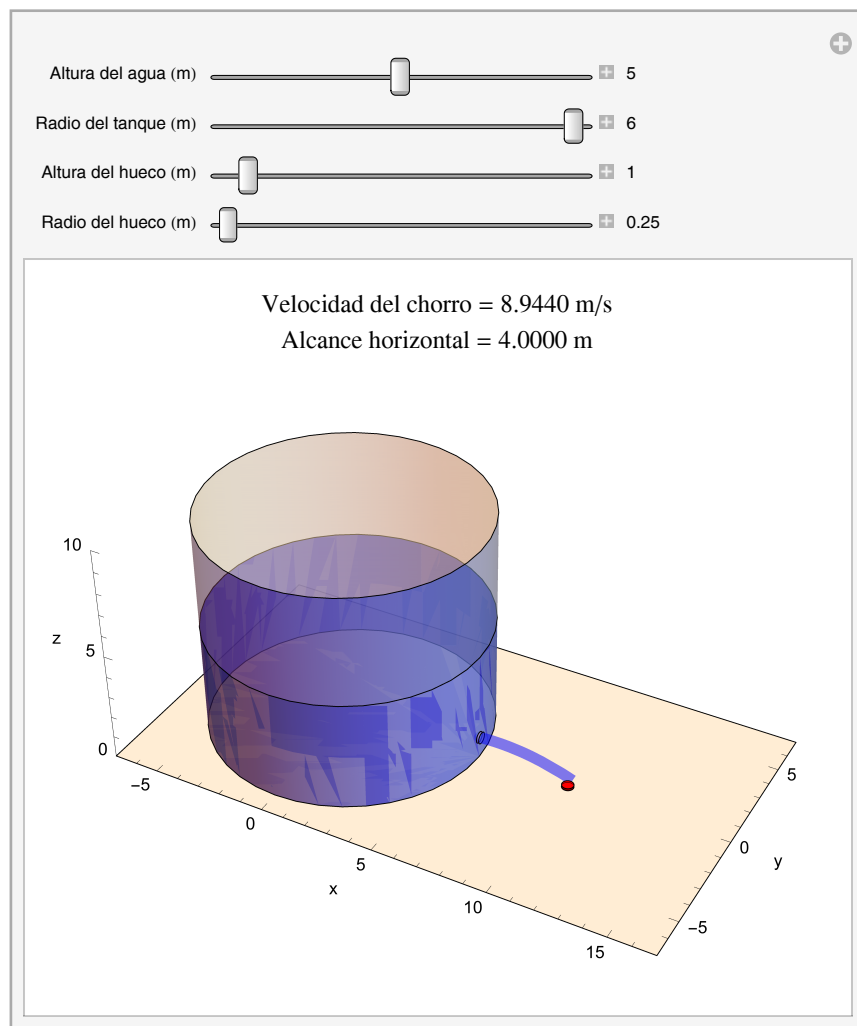 Altura del agua (m) 5
Radio del tanque (m) 6
Altura del hueco (m) 1
Radio del hueco (m) 0.25
Velocidad del chorro = 8.9440 m/s
Alcance horizontal = 4.0000 m
10
z
5
0
−5
0
5
x
10
15
5
0
y
−5